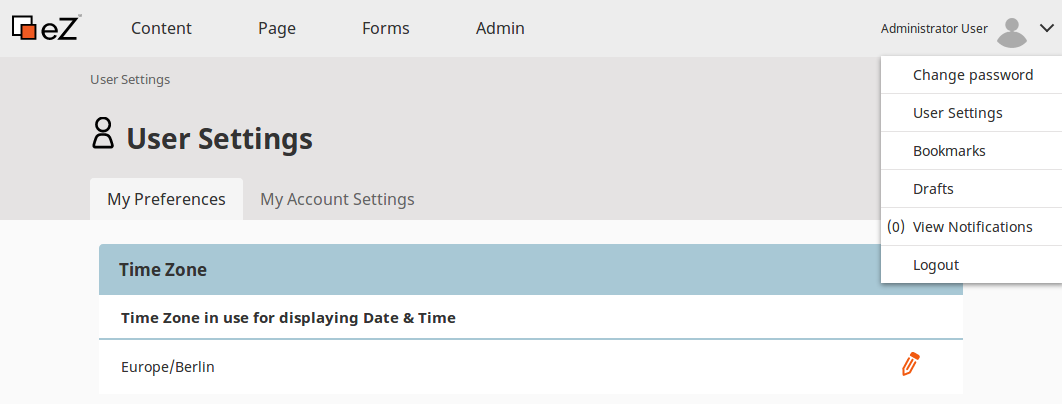 eZ Content Page Forms Admin Administrator User
Change password
User Settings
Bookmarks
Drafts
(0) View Notifications
Logout
User Settings
User Settings
My Preferences My Account Settings
Time Zone
Time Zone in use for displaying Date & Time
Europe/Berlin